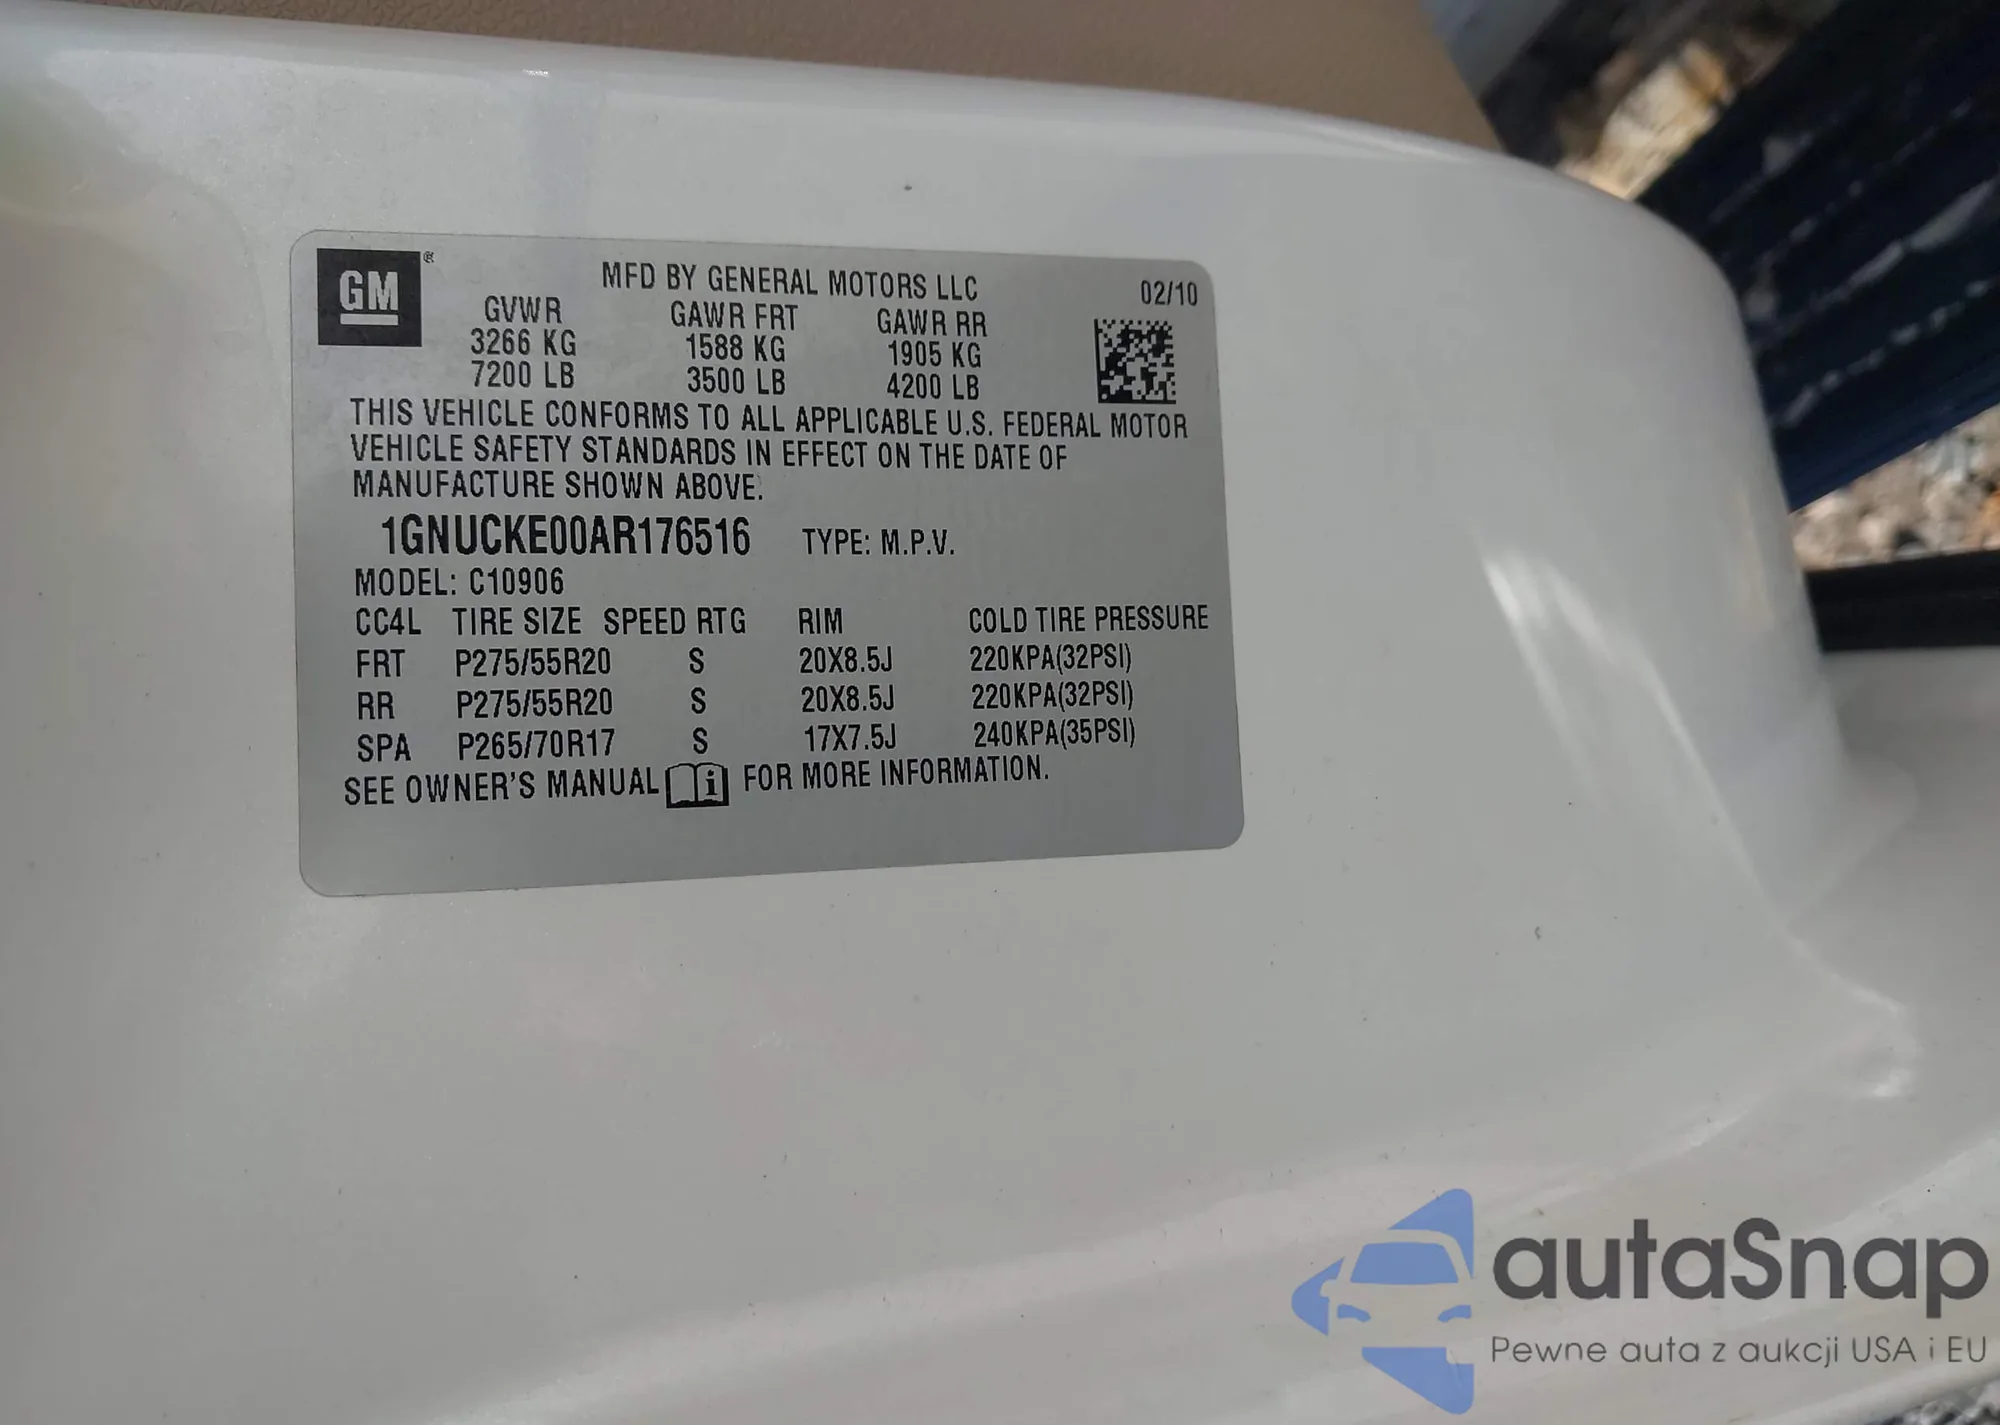 GM ®
MFD BY GENERAL MOTORS LLC 02/10
GVWR GAWR FRT GAWR RR
3266 KG 1588 KG 1905 KG
7200 LB 3500 LB 4200 LB
THIS VEHICLE CONFORMS TO ALL APPLICABLE U.S. FEDERAL MOTOR
VEHICLE SAFETY STANDARDS IN EFFECT ON THE DATE OF
MANUFACTURE SHOWN ABOVE.
1GNUCKE00AR176516 TYPE: M.P.V.
MODEL: C10906
CC4L TIRE SIZE SPEED RTG RIM COLD TIRE PRESSURE
FRT P275/55R20 S 20X8.5J 220KPA(32PSI)
RR P275/55R20 S 20X8.5J 220KPA(32PSI)
SPA P265/70R17 S 17X7.5J 240KPA(35PSI)
SEE OWNER'S MANUAL i FOR MORE INFORMATION.
autaSnap
Pewne auta z aukcji USA i EU